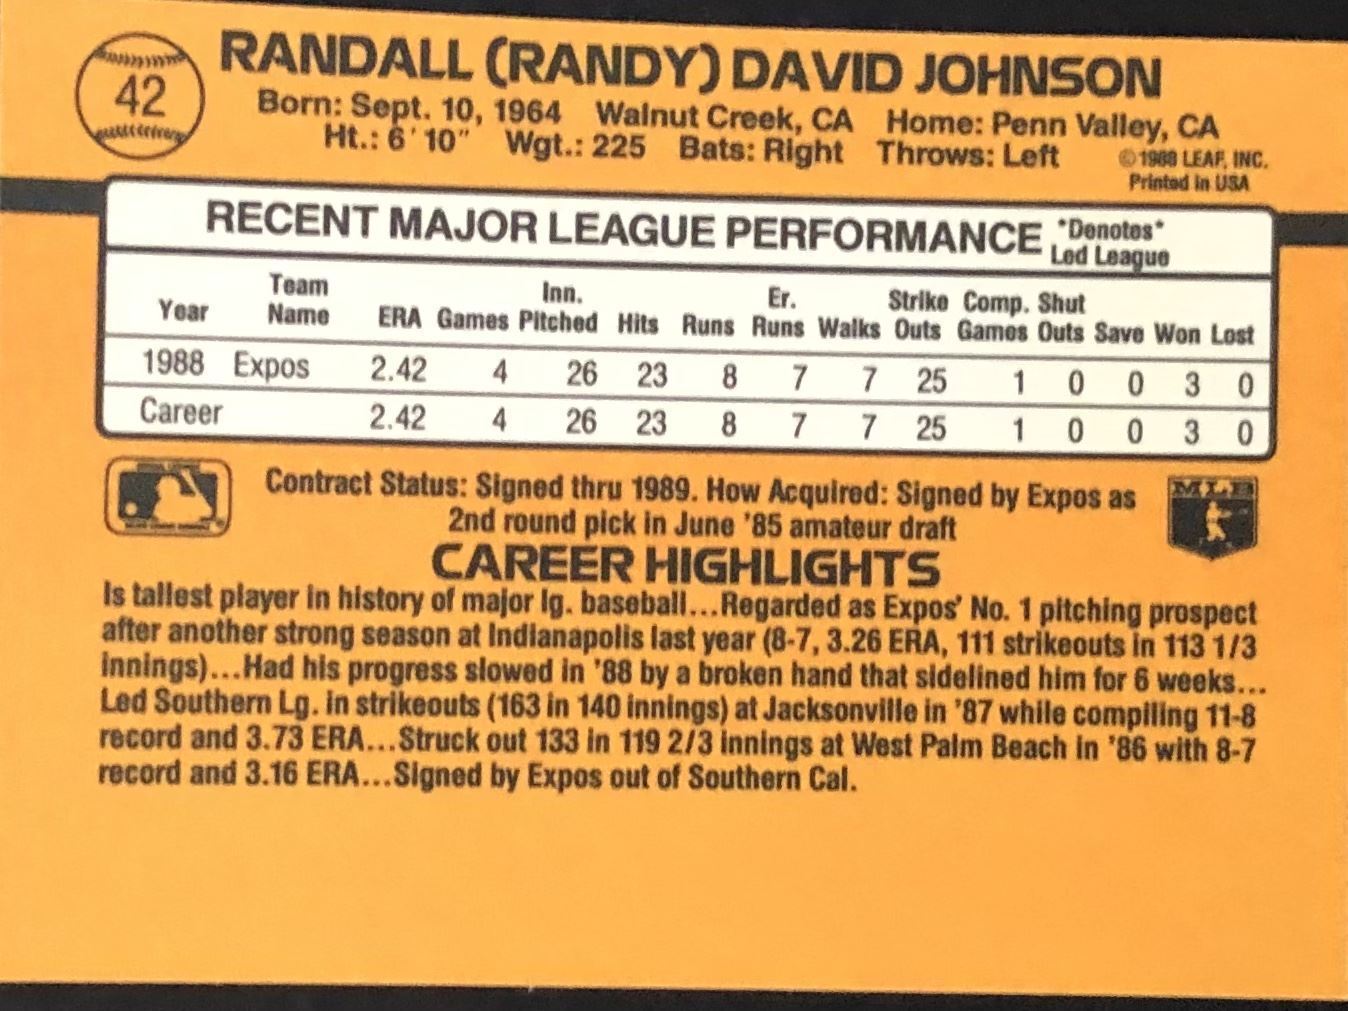 42
RANDALL (RANDY) DAVID JOHNSON
Born: Sept. 10, 1964 Walnut Creek, CA Home: Penn Valley, CA
Ht.: 6' 10" Wgt.: 225 Bats: Right Throws: Left
©1988 LEAF, INC.
Printed in USA
RECENT MAJOR LEAGUE PERFORMANCE
*Denotes*
Led League
Year Team Name ERA Games Inn. Pitched Hits Runs Er. Runs Walks Strike Outs Comp. Games Shut Outs Save Won Lost
1988 Expos 2.42 4 26 23 8 7 7 25 1 0 0 3 0
Career 2.42 4 26 23 8 7 7 25 1 0 0 3 0
Contract Status: Signed thru 1989. How Acquired: Signed by Expos as
2nd round pick in June '85 amateur draft
MLB
CAREER HIGHLIGHTS
Is tallest player in history of major lg. baseball...Regarded as Expos' No. 1 pitching prospect
after another strong season at Indianapolis last year (8-7, 3.26 ERA, 111 strikeouts in 113 1/3
innings)...Had his progress slowed in '88 by a broken hand that sidelined him for 6 weeks...
Led Southern Lg. in strikeouts (163 in 140 innings) at Jacksonville in '87 while compiling 11-8
record and 3.73 ERA...Struck out 133 in 119 2/3 innings at West Palm Beach in '86 with 8-7
record and 3.16 ERA...Signed by Expos out of Southern Cal.